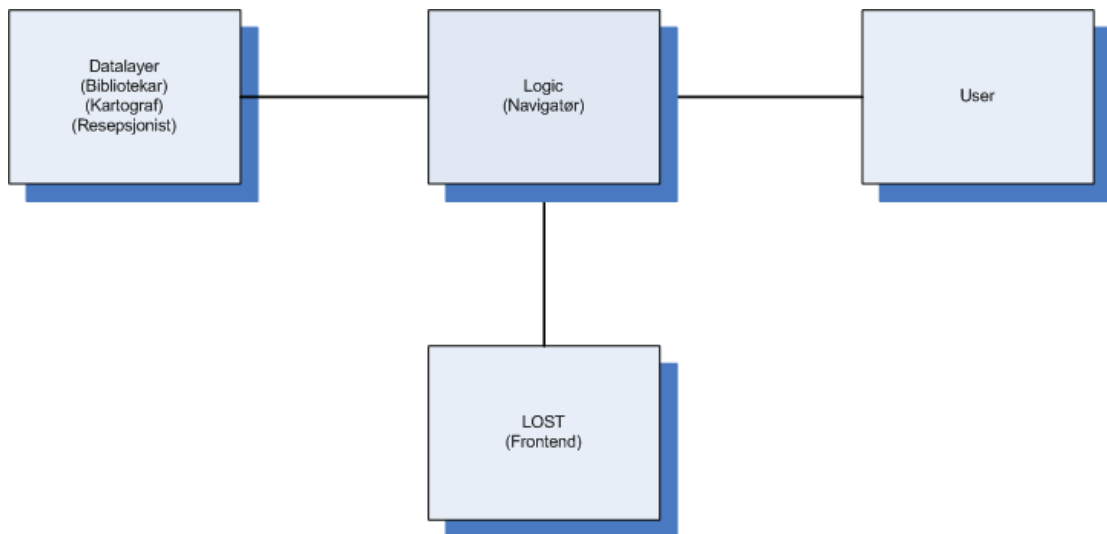 Datalayer
(Bibliotekar)
(Kartograf)
(Resepsjonist)
Logic
(Navigatør)
User
LOST
(Frontend)